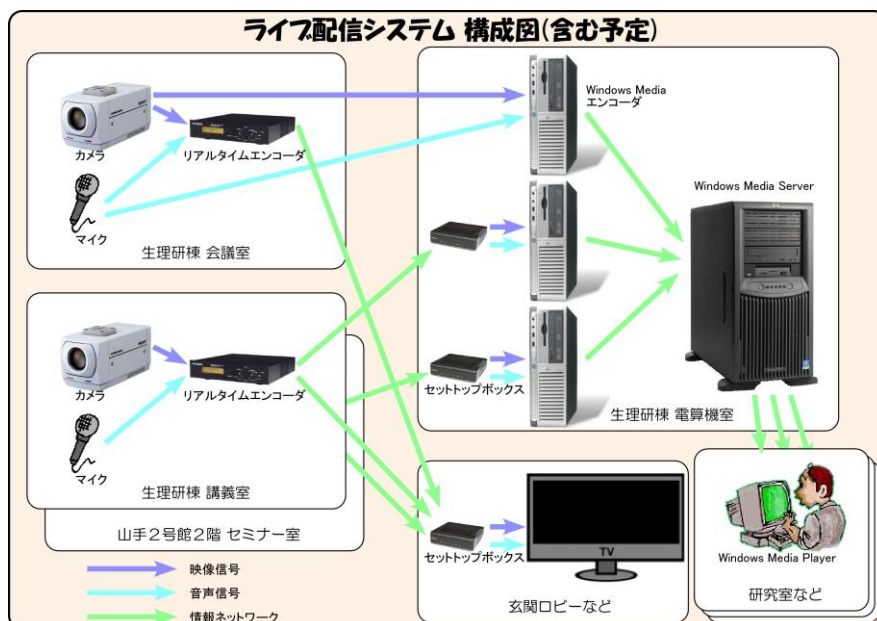 ライブ配信システム 構成図(含む予定)
カメラ
リアルタイムエンコーダ
マイク
生理研棟 会議室
Windows Media
エンコーダ
Windows Media Server
セットトップボックス
生理研棟 電算機室
カメラ
リアルタイムエンコーダ
マイク
生理研棟 講義室
山手2号館2階 セミナー室
セットトップボックス
TV
玄関ロビーなど
Windows Media Player
研究室など
映像信号
音声信号
情報ネットワーク